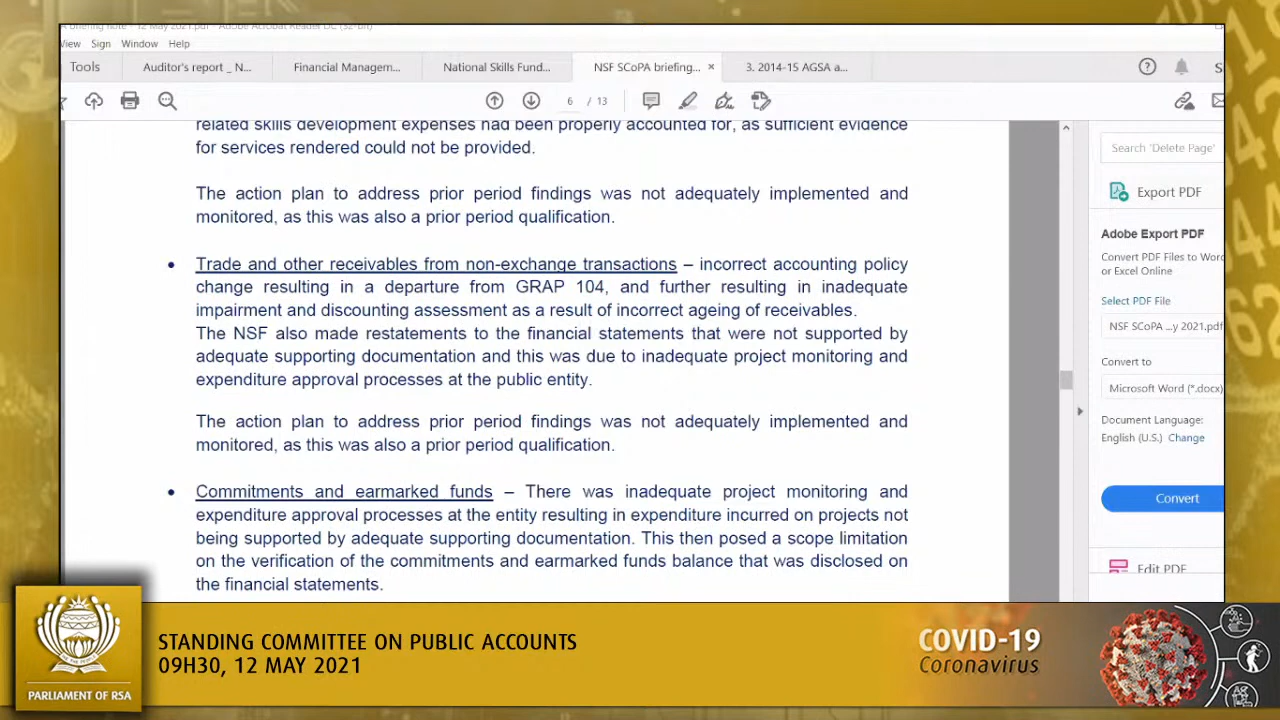 A briefing note - 12 May 2021.pdf - Adobe Acrobat Reader DC (32-bit)
View Sign Window Help
Tools Auditor's report _ N... Financial Managem... National Skills Fund... NSF SCoPA briefing... × 3. 2014-15 AGSA a...
6 / 13
related skills development expenses had been properly accounted for, as sufficient evidence
for services rendered could not be provided.
The action plan to address prior period findings was not adequately implemented and
monitored, as this was also a prior period qualification.
• Trade and other receivables from non-exchange transactions – incorrect accounting policy
change resulting in a departure from GRAP 104, and further resulting in inadequate
impairment and discounting assessment as a result of incorrect ageing of receivables.
The NSF also made restatements to the financial statements that were not supported by
adequate supporting documentation and this was due to inadequate project monitoring and
expenditure approval processes at the public entity.
The action plan to address prior period findings was not adequately implemented and
monitored, as this was also a prior period qualification.
• Commitments and earmarked funds – There was inadequate project monitoring and
expenditure approval processes at the entity resulting in expenditure incurred on projects not
being supported by adequate supporting documentation. This then posed a scope limitation
on the verification of the commitments and earmarked funds balance that was disclosed on
the financial statements.
Search 'Delete Page'
Export PDF
Adobe Export PDF
Convert PDF Files to Word
or Excel Online
Select PDF File
NSF SCoPA ...y 2021.pdf
Convert to
Microsoft Word (*.docx)
Document Language:
English (U.S.) Change
Convert
Edit PDF
STANDING COMMITTEE ON PUBLIC ACCOUNTS
09H30, 12 MAY 2021
PARLIAMENT OF RSA
COVID-19
Coronavirus